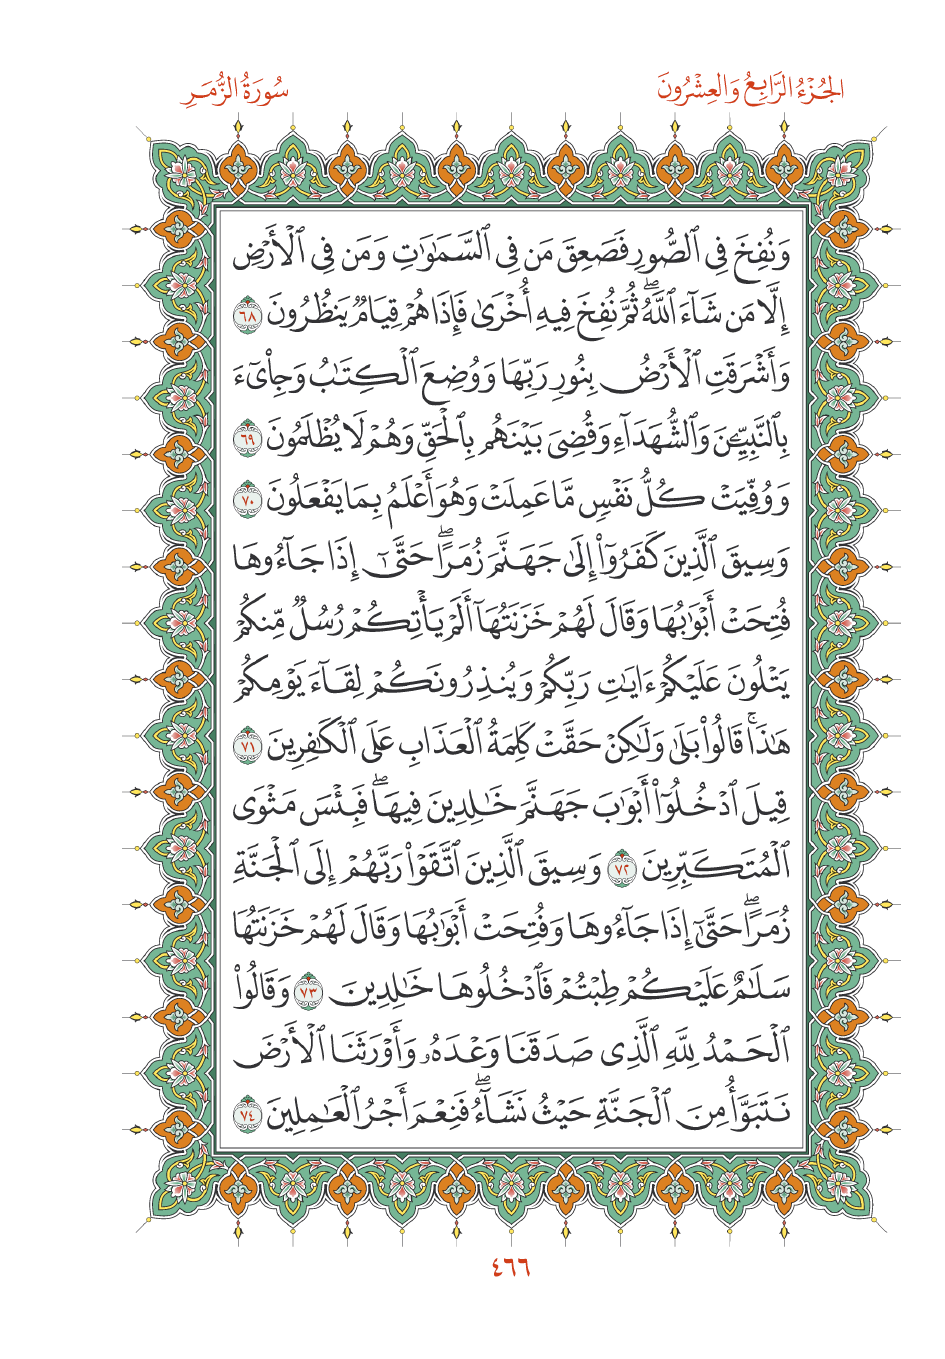 الجُزْءُ الرَّابِعُ وَالعِشْرُونَ
سُورَةُ الزُّمَرِ
وَنُفِخَ فِي ٱلصُّورِ فَصَعِقَ مَن فِي ٱلسَّمَٰوَٰتِ وَمَن فِي ٱلْأَرْضِ
إِلَّا مَن شَآءَ ٱللَّهُۖ ثُمَّ نُفِخَ فِيهِ أُخْرَىٰ فَإِذَا هُمْ قِيَامٌ يَنظُرُونَ ٦٨
وَأَشْرَقَتِ ٱلْأَرْضُ بِنُورِ رَبِّهَا وَوُضِعَ ٱلْكِتَٰبُ وَجِا۟ىٓءَ
بِٱلنَّبِيِّـۧنَ وَٱلشُّهَدَآءِ وَقُضِىَ بَيْنَهُم بِٱلْحَقِّ وَهُمْ لَا يُظْلَمُونَ ٦٩
وَوُفِّيَتْ كُلُّ نَفْسٍ مَّا عَمِلَتْ وَهُوَ أَعْلَمُ بِمَا يَفْعَلُونَ ٧٠
وَسِيقَ ٱلَّذِينَ كَفَرُوٓا۟ إِلَىٰ جَهَنَّمَ زُمَرًاۖ حَتَّىٰٓ إِذَا جَآءُوهَا
فُتِحَتْ أَبْوَٰبُهَا وَقَالَ لَهُمْ خَزَنَتُهَآ أَلَمْ يَأْتِكُمْ رُسُلٌ مِّنكُمْ
يَتْلُونَ عَلَيْكُمْ ءَايَٰتِ رَبِّكُمْ وَيُنذِرُونَكُمْ لِقَآءَ يَوْمِكُمْ
هَٰذَاۚ قَالُوا۟ بَلَىٰ وَلَٰكِنْ حَقَّتْ كَلِمَةُ ٱلْعَذَابِ عَلَى ٱلْكَٰفِرِينَ ٧١
قِيلَ ٱدْخُلُوٓا۟ أَبْوَٰبَ جَهَنَّمَ خَٰلِدِينَ فِيهَاۖ فَبِئْسَ مَثْوَى
ٱلْمُتَكَبِّرِينَ ٧٢ وَسِيقَ ٱلَّذِينَ ٱتَّقَوْا۟ رَبَّهُمْ إِلَى ٱلْجَنَّةِ
زُمَرًاۖ حَتَّىٰٓ إِذَا جَآءُوهَا وَفُتِحَتْ أَبْوَٰبُهَا وَقَالَ لَهُمْ خَزَنَتُهَا
سَلَٰمٌ عَلَيْكُمْ طِبْتُمْ فَٱدْخُلُوهَا خَٰلِدِينَ ٧٣ وَقَالُوا۟
ٱلْحَمْدُ لِلَّهِ ٱلَّذِى صَدَقَنَا وَعْدَهُۥ وَأَوْرَثَنَا ٱلْأَرْضَ
نَتَبَوَّأُ مِنَ ٱلْجَنَّةِ حَيْثُ نَشَآءُۖ فَنِعْمَ أَجْرُ ٱلْعَٰمِلِينَ ٧٤
٤٦٦